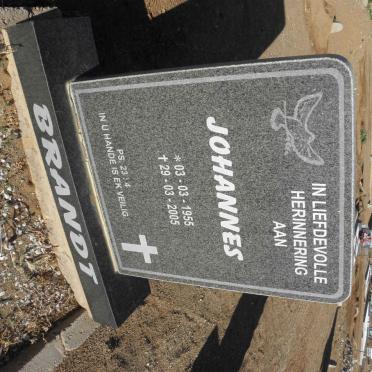 IN LIEFDEVOLLE
HERINNERING
AAN
JOHANNES
* 03 - 03 - 1955
✝ 29 - 03 - 2005
PS. 23 : 4
IN U HANDE IS EK VEILIG.
BRANDT